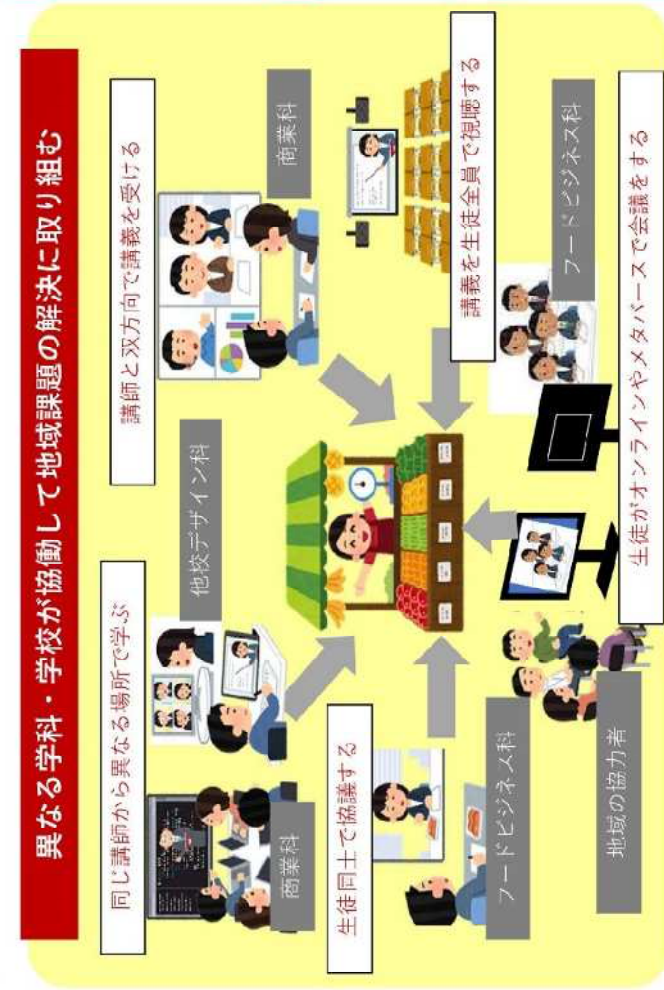 異なる学科・学校が協働して地域課題の解決に取り組む
同じ講師から異なる場所で学ぶ
講師と双方向で講義を受ける
商業科
他校デザイン科
商業科
生徒同士で協議する
講義を生徒全員で視聴する
フードビジネス科
フードビジネス科
地域の協力者
生徒がオンラインやメタバースで会議をする